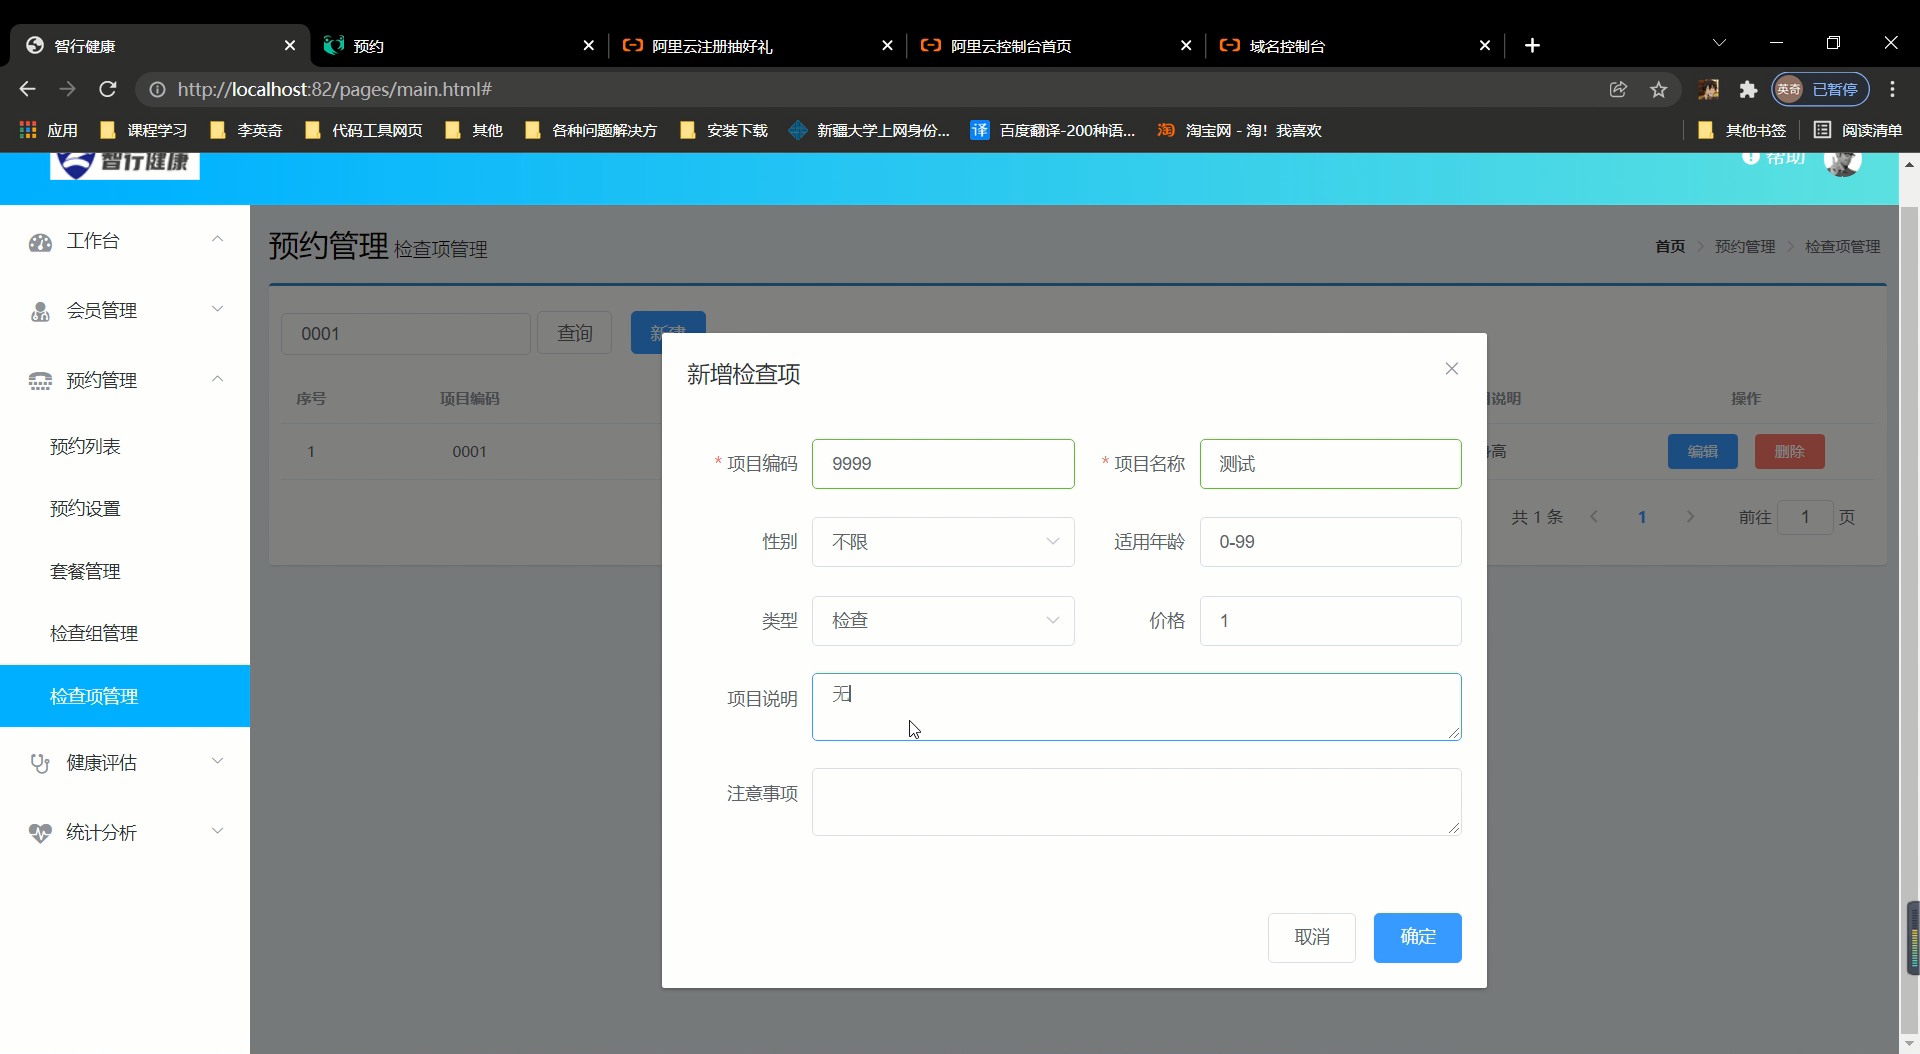 智行健康
预约
阿里云注册抽好礼
阿里云控制台首页
域名控制台
http://localhost:82/pages/main.html#
英奇 已暂停
应用
课程学习
李英奇
代码工具网页
其他
各种问题解决方
安装下载
新疆大学上网身份...
译 百度翻译-200种语...
淘 淘宝网 - 淘！我喜欢
其他书签
阅读清单
智行健康
帮助
工作台
会员管理
预约管理
预约列表
预约设置
套餐管理
检查组管理
检查项管理
健康评估
统计分析
预约管理 检查项管理
首页 > 预约管理 > 检查项管理
0001
查询
新建
序号 项目编码 说明 操作
1 0001 高 编辑 删除
共 1 条 1 前往 1 页
新增检查项
* 项目编码 9999
* 项目名称 测试
性别 不限
适用年龄 0-99
类型 检查
价格 1
项目说明 无
注意事项
取消 确定